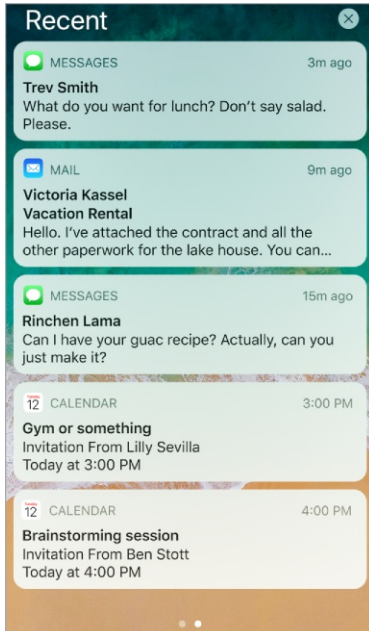 Recent
MESSAGES 3m ago
Trev Smith
What do you want for lunch? Don't say salad.
Please.
MAIL 9m ago
Victoria Kassel
Vacation Rental
Hello. I've attached the contract and all the
other paperwork for the lake house. You can...
MESSAGES 15m ago
Rinchen Lama
Can I have your guac recipe? Actually, can you
just make it?
12 CALENDAR 3:00 PM
Gym or something
Invitation From Lilly Sevilla
Today at 3:00 PM
12 CALENDAR 4:00 PM
Brainstorming session
Invitation From Ben Stott
Today at 4:00 PM